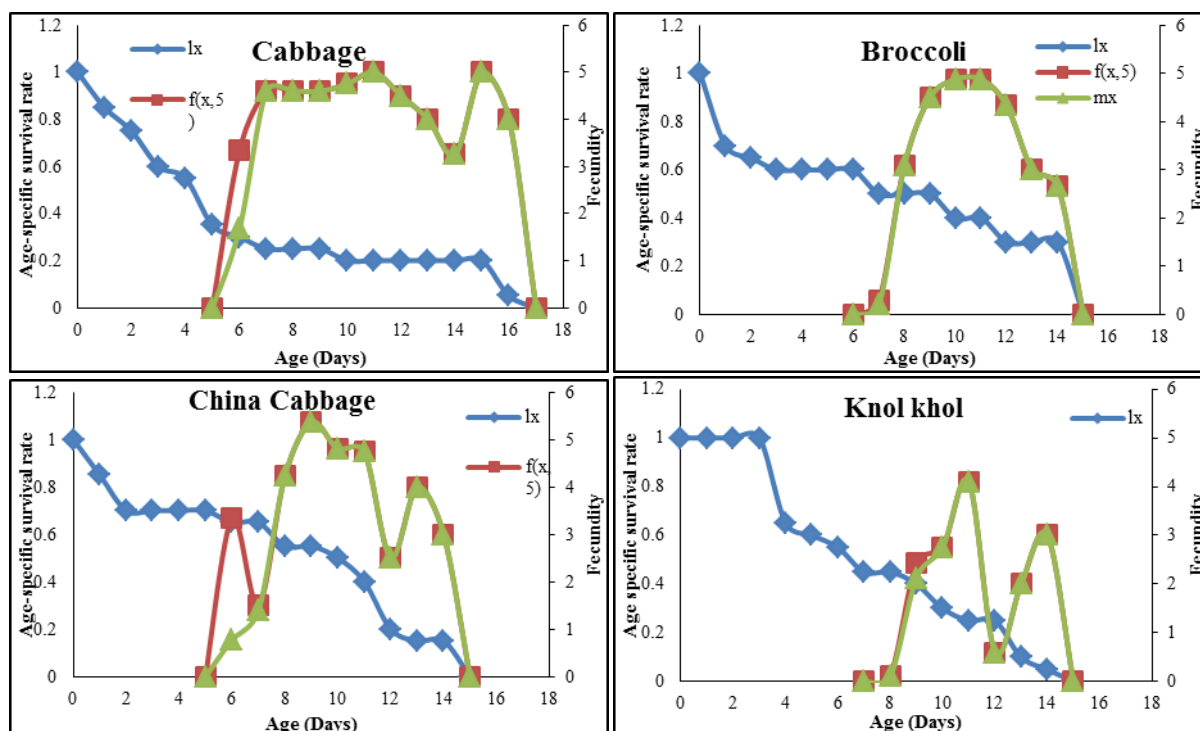 Cabbage
lx
f(x,5
)
Age-specific survival rate
1.2
1
0.8
0.6
0.4
0.2
0
6
5
4
3
2
1
0
Fecundity
0 2 4 6 8 10 12 14 16 18
Age (Days)
Broccoli
lx
f(x,5)
mx
Age-specific survival rate
1.2
1
0.8
0.6
0.4
0.2
0
6
5
4
3
2
1
0
Fecundity
0 2 4 6 8 10 12 14 16 18
Age (Days)
China Cabbage
lx
f(x,
5)
Age-specific survival rate
1.2
1
0.8
0.6
0.4
0.2
0
6
5
4
3
2
1
0
Fecundity
0 2 4 6 8 10 12 14 16 18
Age (Days)
Knol khol
lx
Age specific survival rate
1.2
1
0.8
0.6
0.4
0.2
0
6
5
4
3
2
1
0
Fecundity
0 2 4 6 8 10 12 14 16 18
Age (Days)